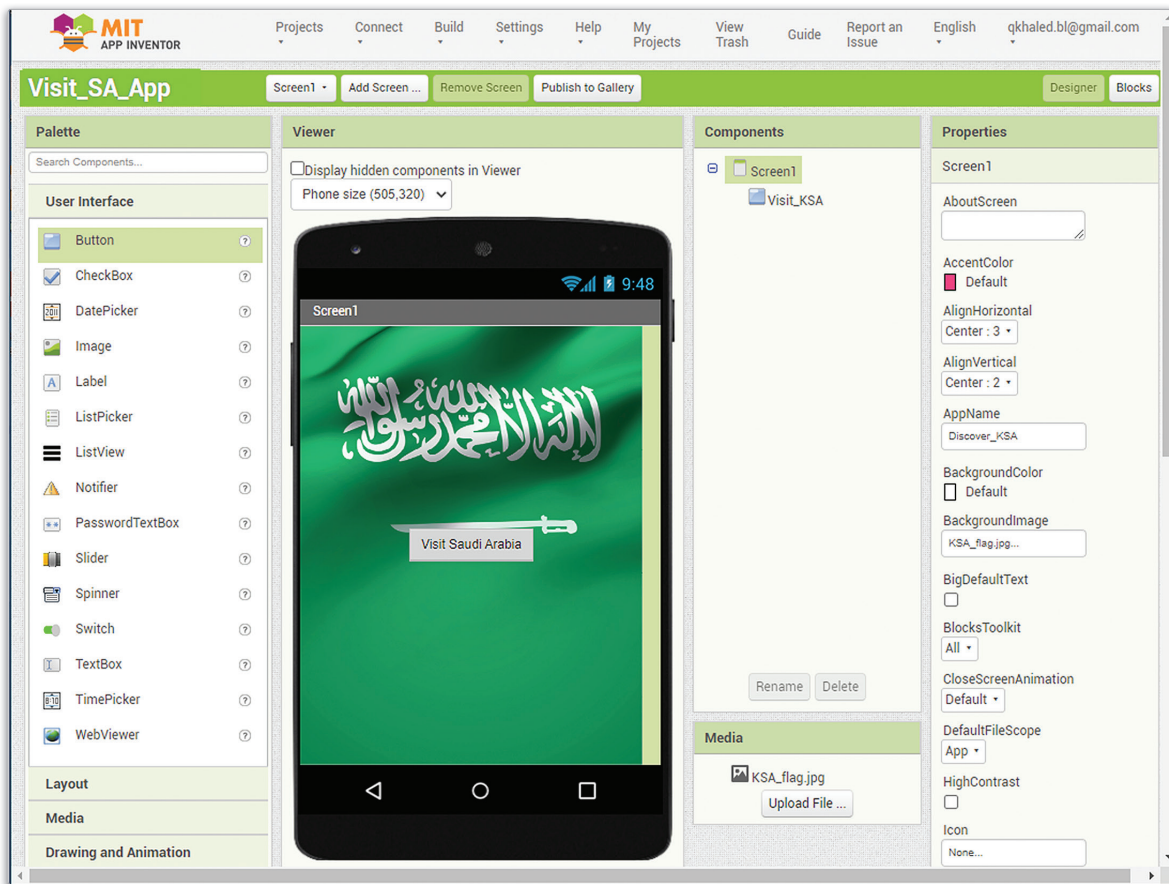 MIT
APP INVENTOR
Projects
Connect
Build
Settings
Help
My
Projects
View
Trash
Guide
Report an
Issue
English
qkhaled.bl@gmail.com
Visit_SA_App
Screen1
Add Screen ...
Remove Screen
Publish to Gallery
Designer
Blocks
Palette
Search Components...
User Interface
Button
?
CheckBox
?
DatePicker
?
Image
?
Label
?
ListPicker
?
ListView
?
Notifier
?
PasswordTextBox
?
Slider
?
Spinner
?
Switch
?
TextBox
?
TimePicker
?
WebViewer
?
Layout
Media
Drawing and Animation
Viewer
Display hidden components in Viewer
Phone size (505,320)
9:48
Screen1
لا إله إلا الله محمد رسول الله
Visit Saudi Arabia
Components
Screen1
Visit_KSA
Rename
Delete
Media
KSA_flag.jpg
Upload File ...
Properties
Screen1
AboutScreen
AccentColor
Default
AlignHorizontal
Center : 3
AlignVertical
Center : 2
AppName
Discover_KSA
BackgroundColor
Default
BackgroundImage
KSA_flag.jpg...
BigDefaultText
BlocksToolkit
All
CloseScreenAnimation
Default
DefaultFileScope
App
HighContrast
Icon
None...